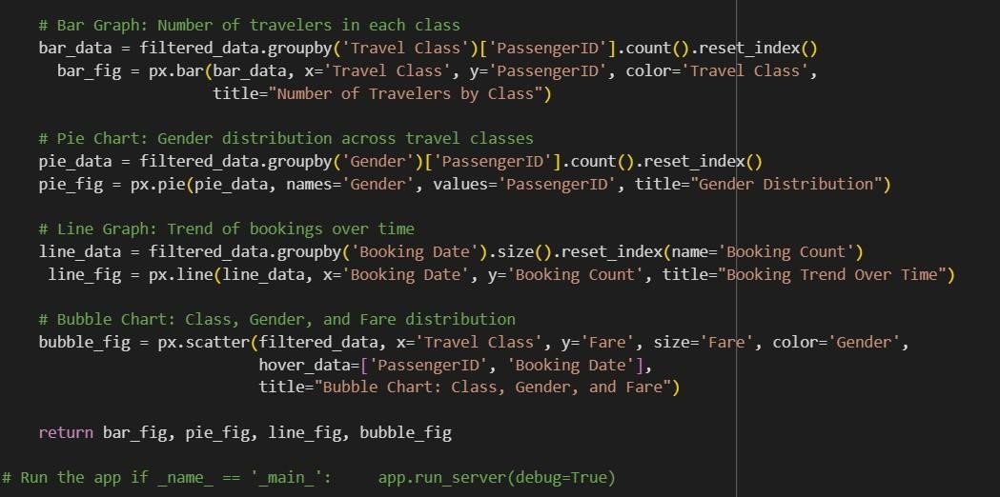 # Bar Graph: Number of travelers in each class
bar_data = filtered_data.groupby('Travel Class')['PassengerID'].count().reset_index()
bar_fig = px.bar(bar_data, x='Travel Class', y='PassengerID', color='Travel Class',
title="Number of Travelers by Class")
# Pie Chart: Gender distribution across travel classes
pie_data = filtered_data.groupby('Gender')['PassengerID'].count().reset_index()
pie_fig = px.pie(pie_data, names='Gender', values='PassengerID', title="Gender Distribution")
# Line Graph: Trend of bookings over time
line_data = filtered_data.groupby('Booking Date').size().reset_index(name='Booking Count')
line_fig = px.line(line_data, x='Booking Date', y='Booking Count', title="Booking Trend Over Time")
# Bubble Chart: Class, Gender, and Fare distribution
bubble_fig = px.scatter(filtered_data, x='Travel Class', y='Fare', size='Fare', color='Gender',
hover_data=['PassengerID', 'Booking Date'],
title="Bubble Chart: Class, Gender, and Fare")
return bar_fig, pie_fig, line_fig, bubble_fig
# Run the app if _name_ == '_main_':     app.run_server(debug=True)